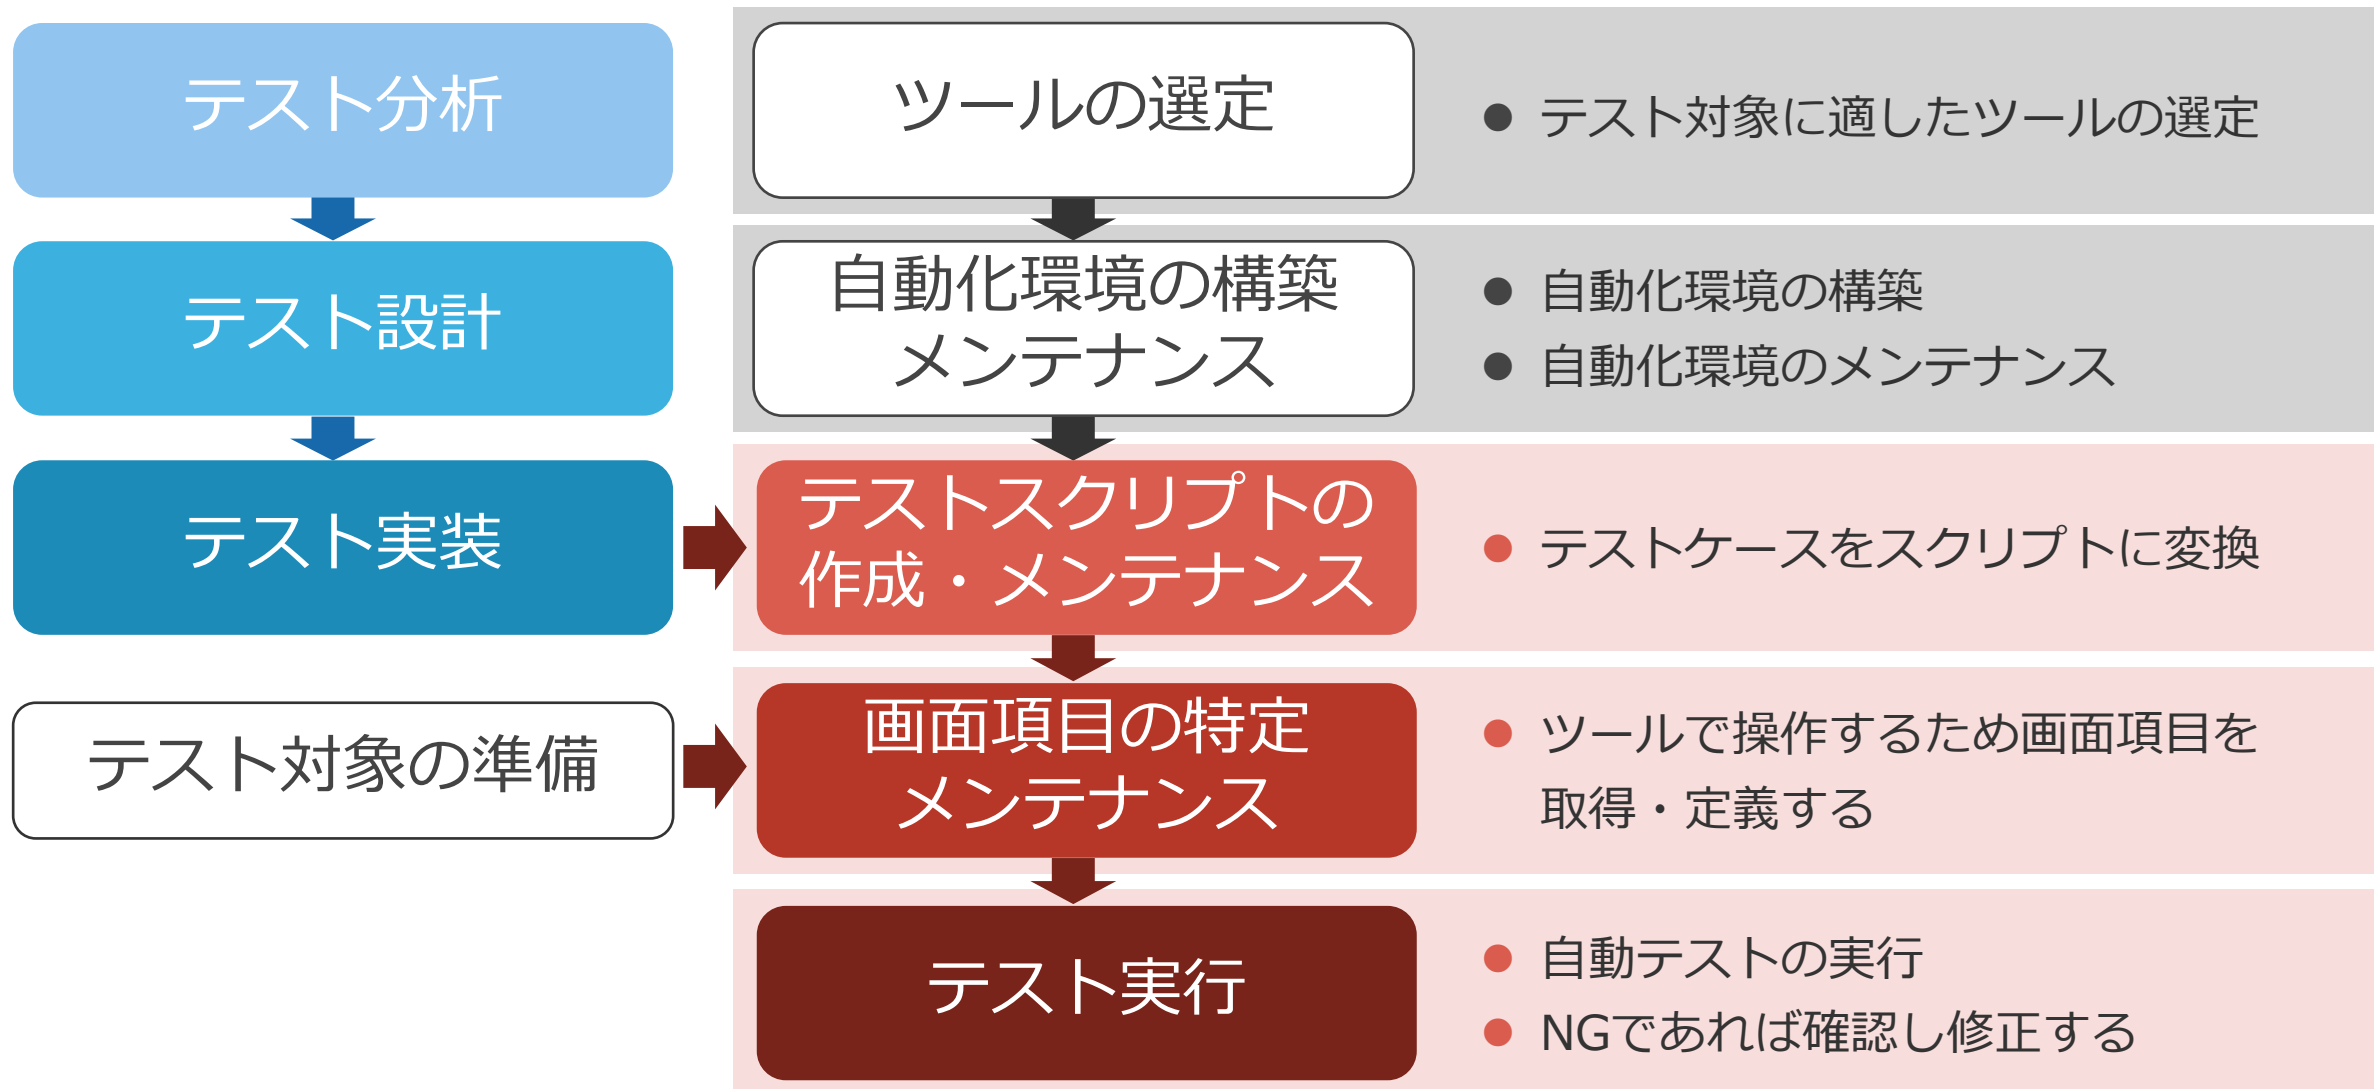 テスト分析
テスト設計
テスト実装
テスト対象の準備
ツールの選定
● テスト対象に適したツールの選定
自動化環境の構築
メンテナンス
● 自動化環境の構築
● 自動化環境のメンテナンス
テストスクリプトの
作成・メンテナンス
● テストケースをスクリプトに変換
画面項目の特定
メンテナンス
● ツールで操作するため画面項目を
取得・定義する
テスト実行
● 自動テストの実行
● NGであれば確認し修正する